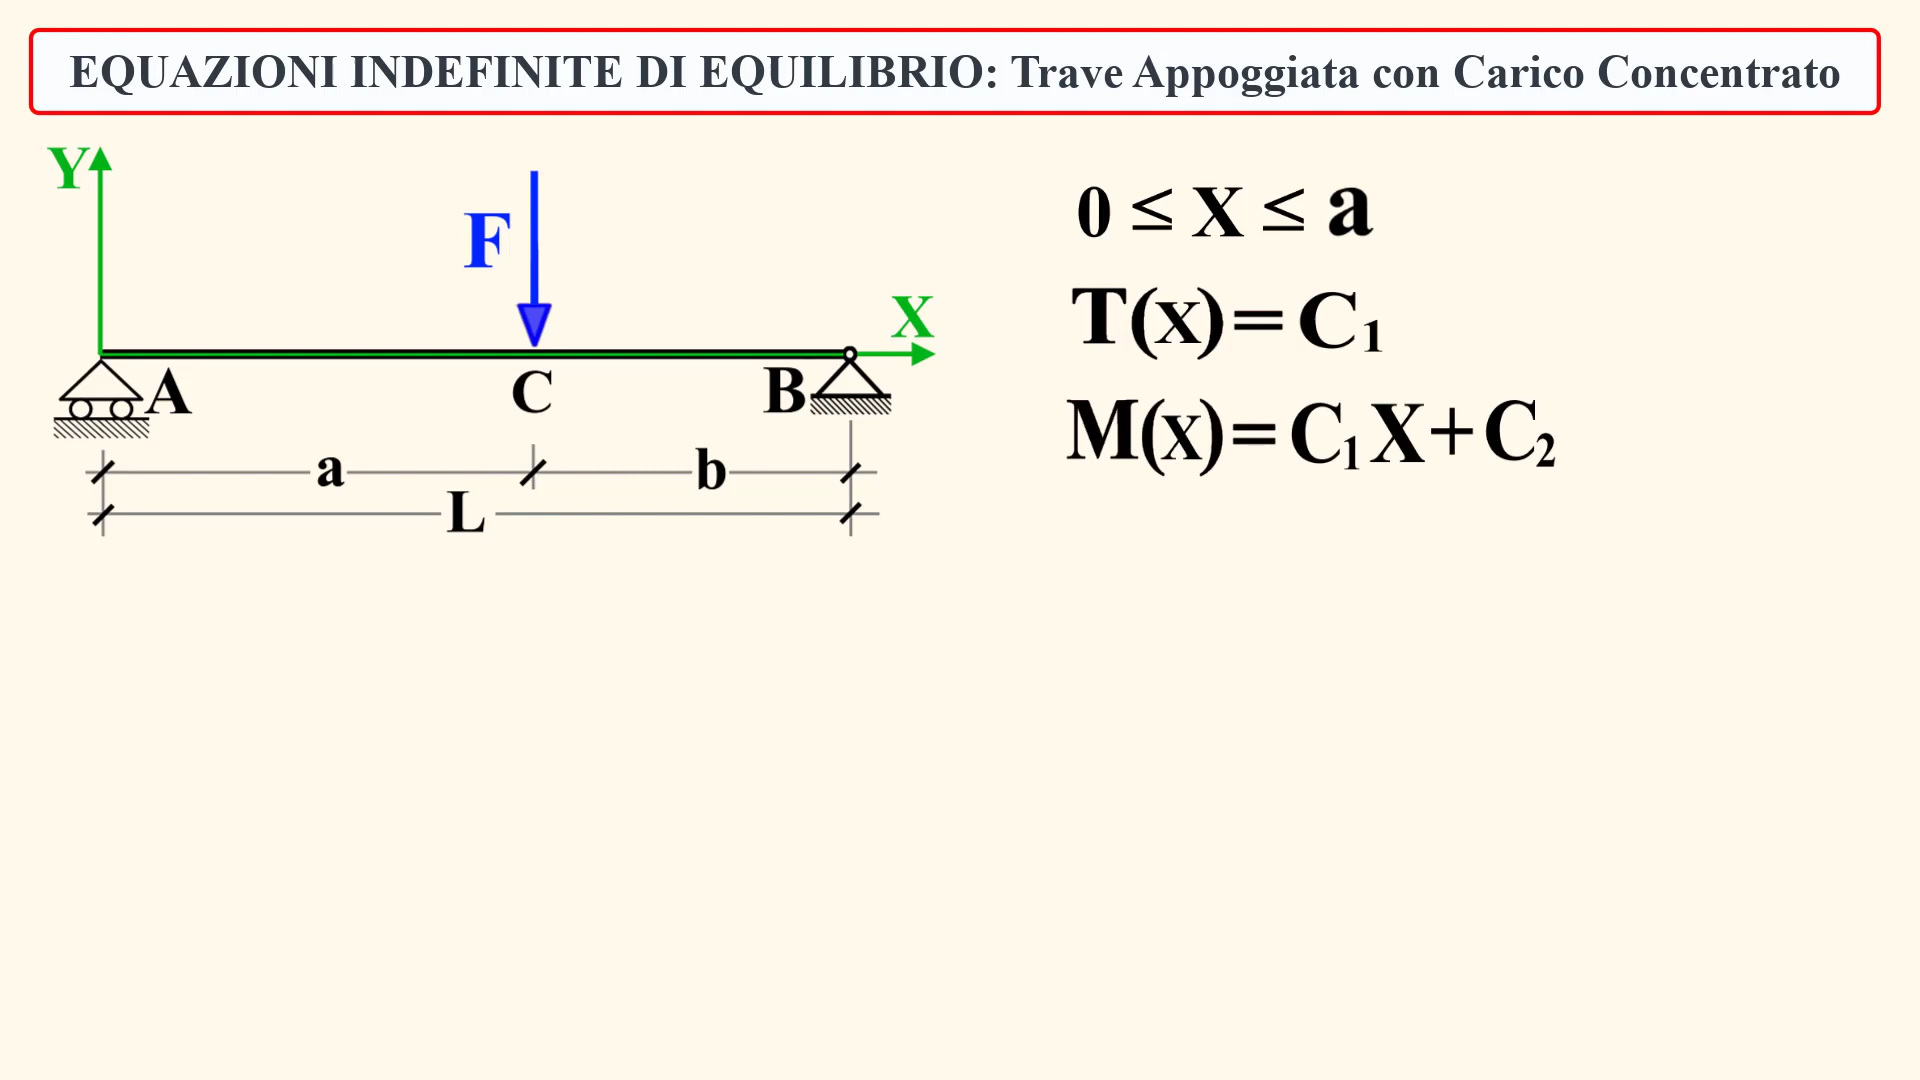 EQUAZIONI INDEFINITE DI EQUILIBRIO: Trave Appoggiata con Carico Concentrato
Y
F
X
A
C
B
a
b
L
0 ≤ X ≤ a
T(X)=C₁
M(X)=C₁X+C₂